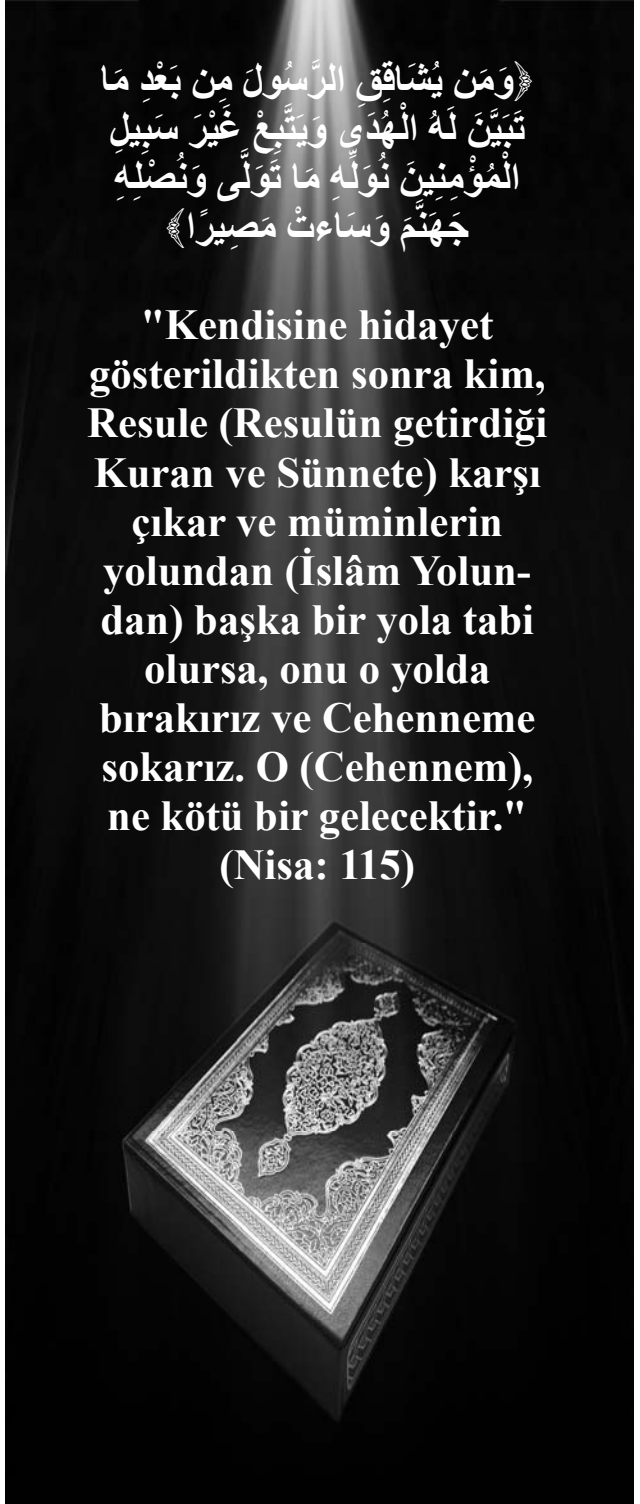 ﴿وَمَن يُشَاقِقِ الرَّسُولَ مِن بَعْدِ مَا
تَبَيَّنَ لَهُ الْهُدَى وَيَتَّبِعْ غَيْرَ سَبِيلِ
الْمُؤْمِنِينَ نُوَلِّهِ مَا تَوَلَّى وَنُصْلِهِ
جَهَنَّمَ وَسَاءتْ مَصِيرًا﴾
"Kendisine hidayet
gösterildikten sonra kim,
Resule (Resulün getirdiği
Kuran ve Sünnete) karşı
çıkar ve müminlerin
yolundan (İslâm Yolun-
dan) başka bir yola tabi
olursa, onu o yolda
bırakırız ve Cehenneme
sokarız. O (Cehennem),
ne kötü bir gelecektir."
(Nisa: 115)